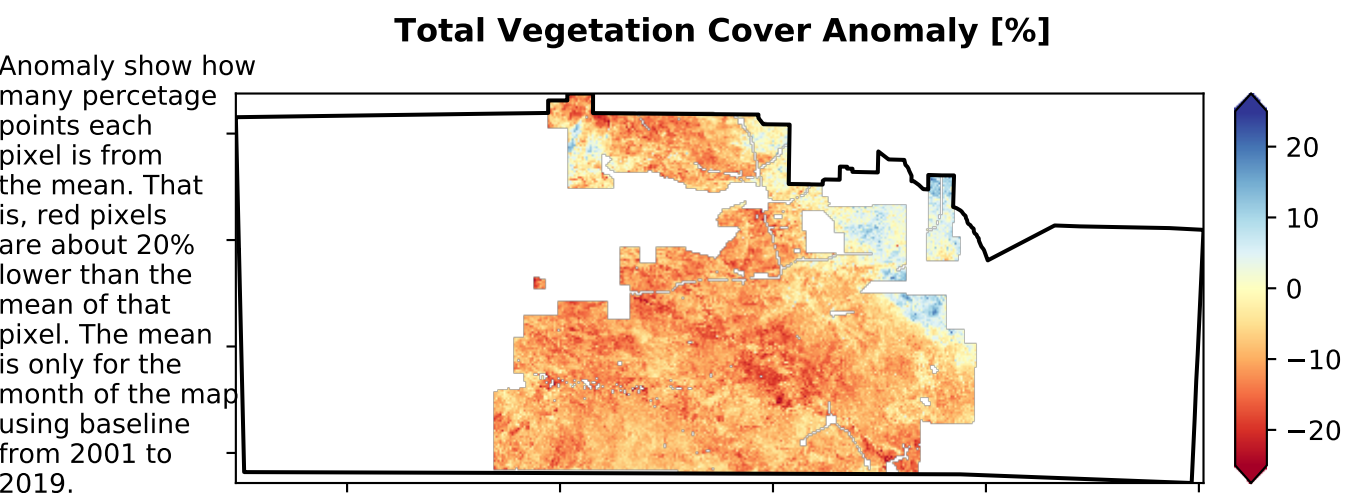 Total Vegetation Cover Anomaly [%]
Anomaly show how
many percetage
points each
pixel is from
the mean. That
is, red pixels
are about 20%
lower than the
mean of that
pixel. The mean
is only for the
month of the map
using baseline
from 2001 to
2019.
20
10
0
−10
−20